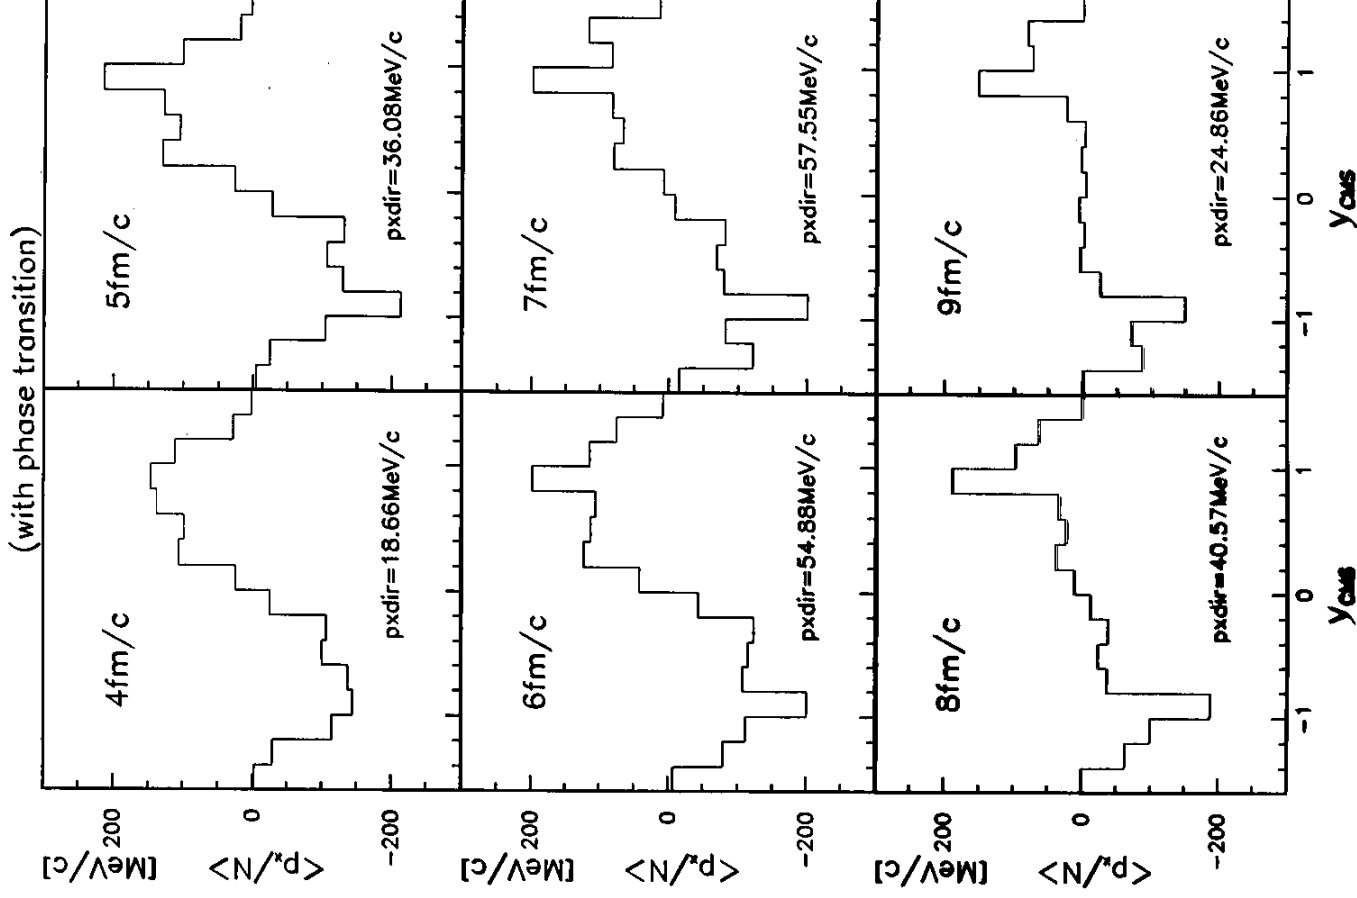 (with phase transition)
[MeV/c]
<pₓ/N>
200
0
-200
4fm/c
pxdir=18.66MeV/c
5fm/c
pxdir=36.08MeV/c
[MeV/c]
<pₓ/N>
200
0
-200
6fm/c
pxdir=54.88MeV/c
7fm/c
pxdir=57.55MeV/c
[MeV/c]
<pₓ/N>
200
0
-200
8fm/c
pxdir=40.57MeV/c
9fm/c
pxdir=24.86MeV/c
-1 0 1
-1 0 1
yCMS
yCMS